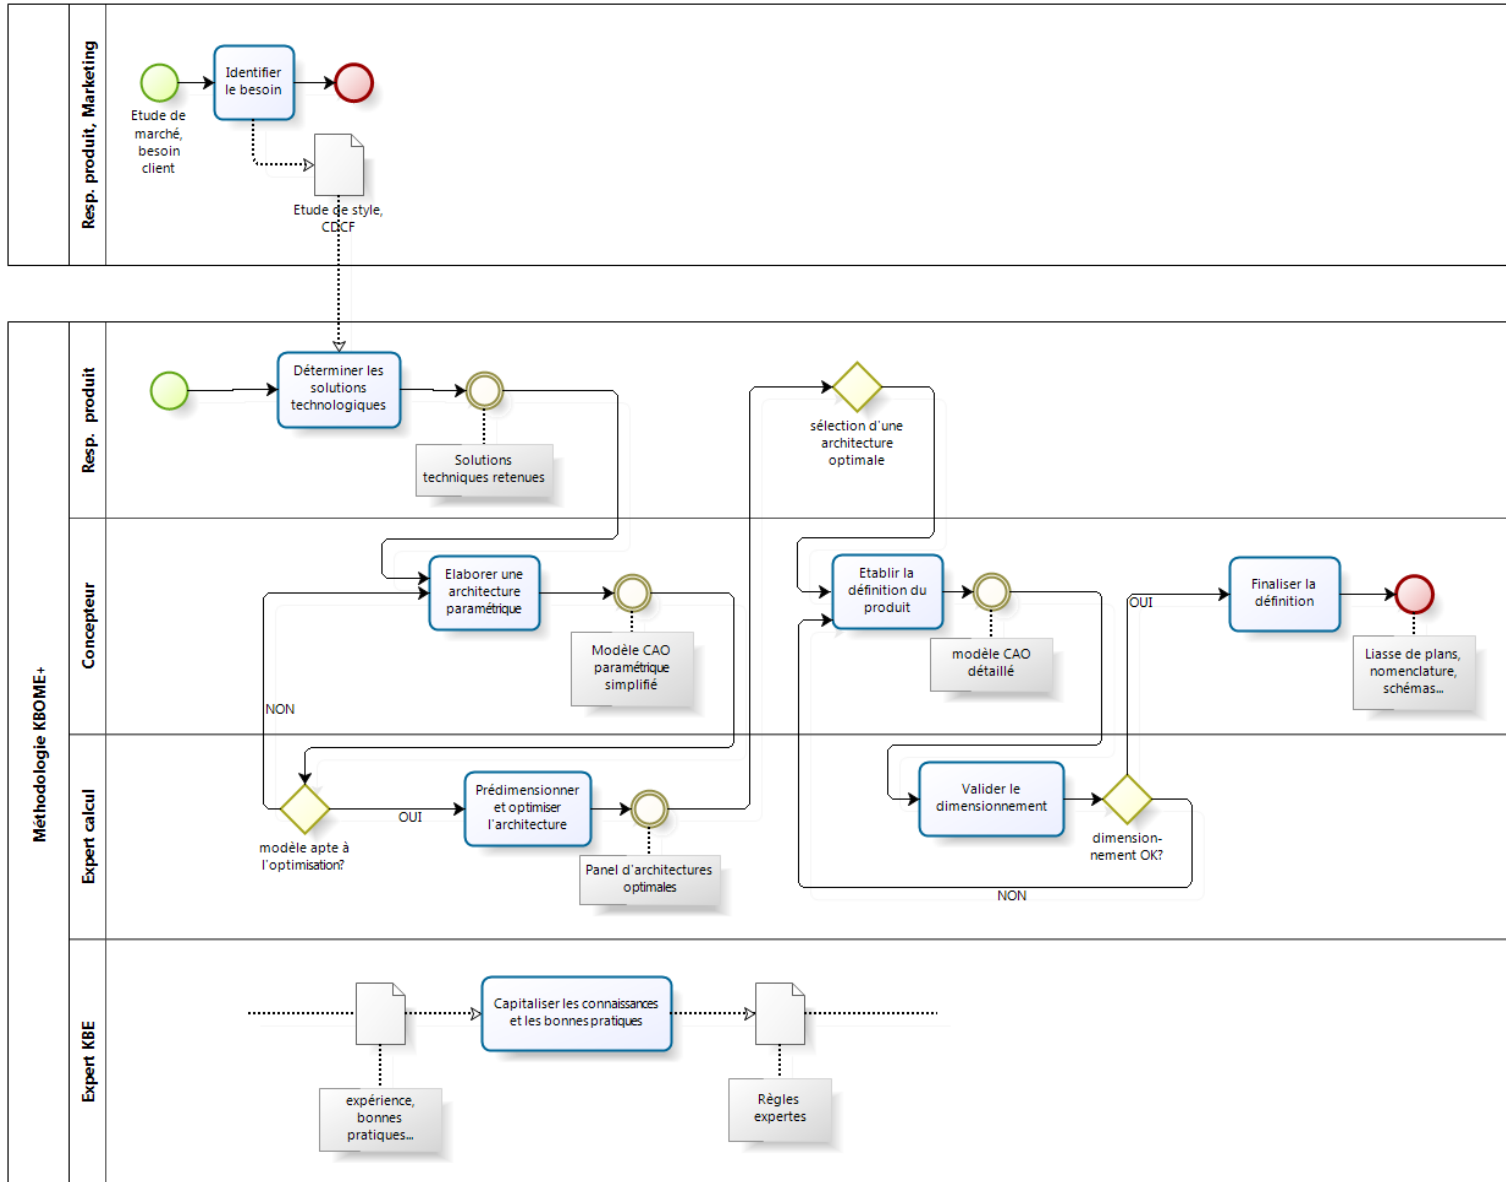 Resp. produit, Marketing
Identifier
le besoin
Etude de
marché,
besoin
client
Etude de style,
CDCF
Méthodologie KBOME+
Resp.  produit
Déterminer les
solutions
technologiques
Solutions
techniques retenues
sélection d'une
architecture
optimale
Concepteur
Elaborer une
architecture
paramétrique
Modèle CAO
paramétrique
simplifié
Etablir la
définition du
produit
modèle CAO
détaillé
OUI
Finaliser la
définition
Liasse de plans,
nomenclature,
schémas...
NON
Expert calcul
modèle apte à
l'optimisation?
OUI
Prédimensionner
et optimiser
l'architecture
Panel d'architectures
optimales
Valider le
dimensionnement
dimension-
nement OK?
NON
Expert KBE
Capitaliser les connaissances
et les bonnes pratiques
expérience,
bonnes
pratiques...
Règles
expertes